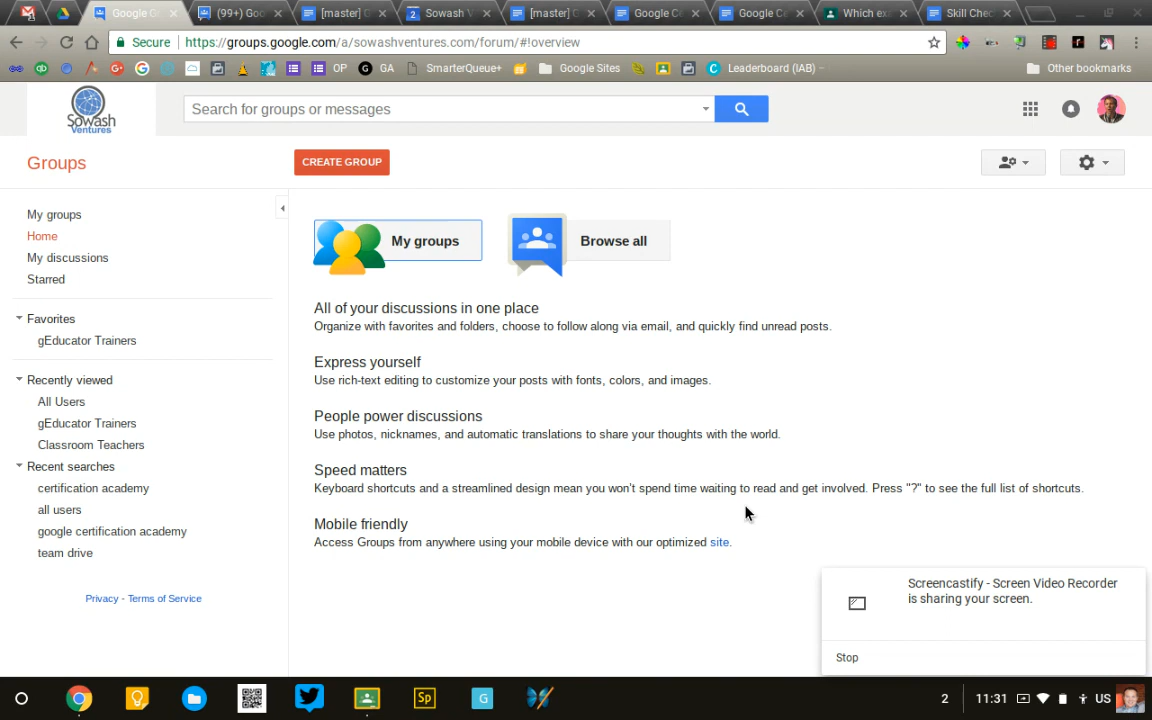 Google G
(99+) Goo
[master] G
2 Sowash V
[master] G
Google Ce
Google Ce
Which exa
Skill Chec
Secure https://groups.google.com/a/sowashventures.com/forum/#!overview
OP
G GA
SmarterQueue+
Google Sites
C Leaderboard (IAB) -
Other bookmarks
Sowash
Ventures
Search for groups or messages
Groups
CREATE GROUP
My groups
Home
My discussions
Starred
Favorites
gEducator Trainers
Recently viewed
All Users
gEducator Trainers
Classroom Teachers
Recent searches
certification academy
all users
google certification academy
team drive
Privacy - Terms of Service
My groups
Browse all
All of your discussions in one place
Organize with favorites and folders, choose to follow along via email, and quickly find unread posts.
Express yourself
Use rich-text editing to customize your posts with fonts, colors, and images.
People power discussions
Use photos, nicknames, and automatic translations to share your thoughts with the world.
Speed matters
Keyboard shortcuts and a streamlined design mean you won't spend time waiting to read and get involved. Press "?" to see the full list of shortcuts.
Mobile friendly
Access Groups from anywhere using your mobile device with our optimized site.
Screencastify - Screen Video Recorder
is sharing your screen.
Stop
Sp
G
2
11:31
US